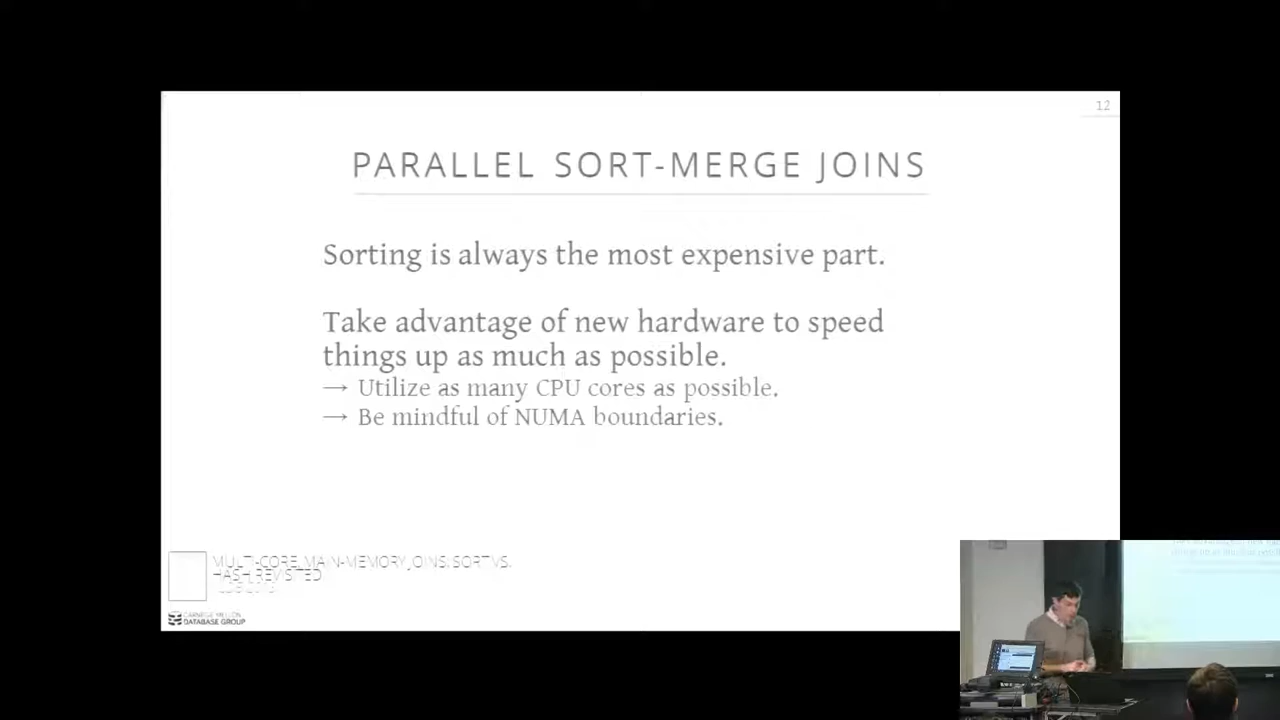 12
PARALLEL SORT-MERGE JOINS
Sorting is always the most expensive part.
Take advantage of new hardware to speed
things up as much as possible.
→ Utilize as many CPU cores as possible.
→ Be mindful of NUMA boundaries.
MULTI-CORE, MAIN-MEMORY JOINS: SORT VS.
HASH REVISITED
CARNEGIE MELLON
DATABASE GROUP